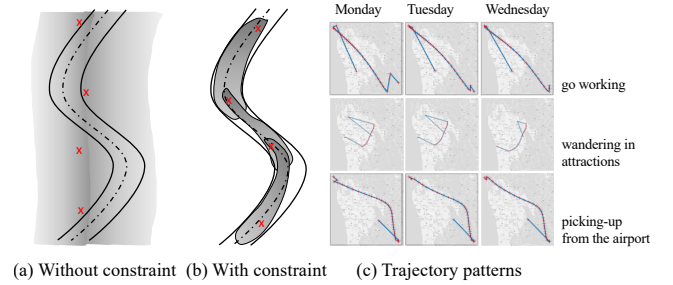 Monday Tuesday Wednesday
x x
x x
x x
x x
go working
wandering in
attractions
picking-up
from the airport
(a) Without constraint (b) With constraint (c) Trajectory patterns